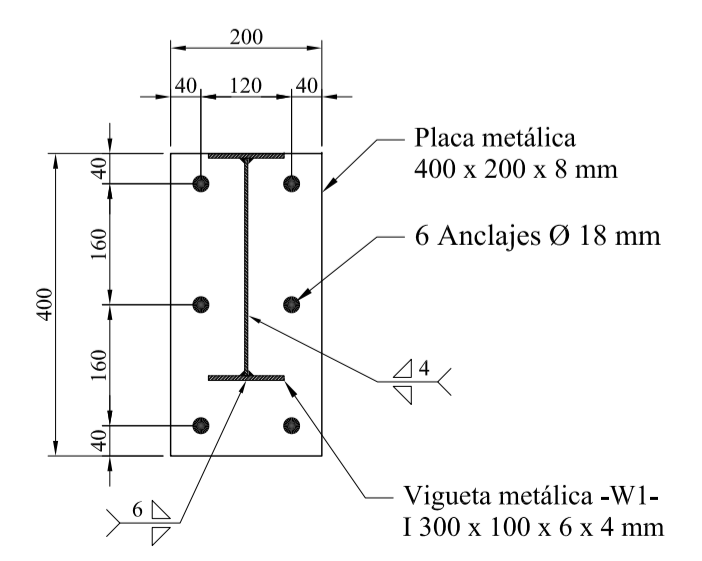 200
40
120
40
Placa metálica
400 x 200 x 8 mm
40
6 Anclajes Ø 18 mm
160
400
4
160
40
Vigueta metálica -W1-
I 300 x 100 x 6 x 4 mm
6